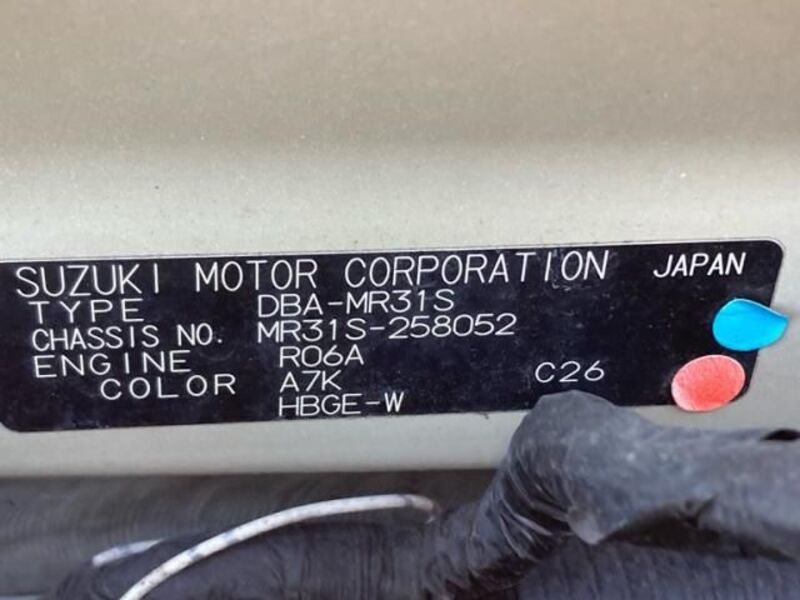 SUZUKI MOTOR CORPORATION JAPAN
TYPE DBA-MR31S
CHASSIS NO. MR31S-258052
ENGINE R06A
COLOR A7K C26
HBGE-W